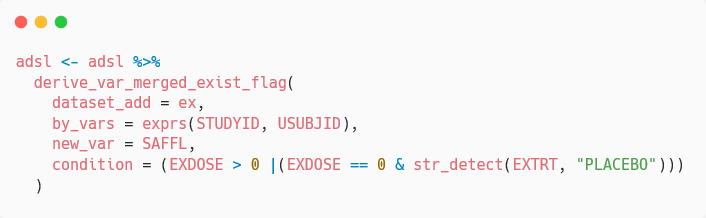 adsl <- adsl %>%
  derive_var_merged_exist_flag(
    dataset_add = ex,
    by_vars = exprs(STUDYID, USUBJID),
    new_var = SAFFL,
    condition = (EXDOSE > 0 |(EXDOSE == 0 & str_detect(EXTRT, "PLACEBO")))
  )